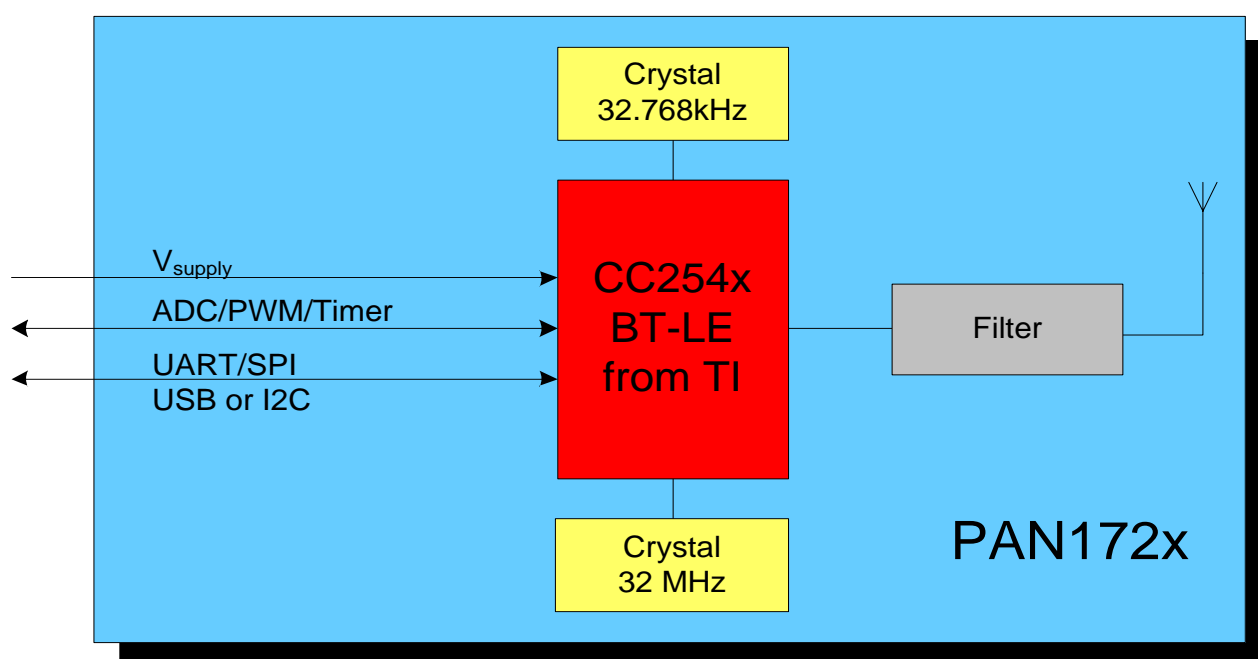 Crystal
32.768kHz
Vsupply
ADC/PWM/Timer
UART/SPI
USB or I2C
CC254x
BT-LE
from TI
Filter
Crystal
32 MHz
PAN172x